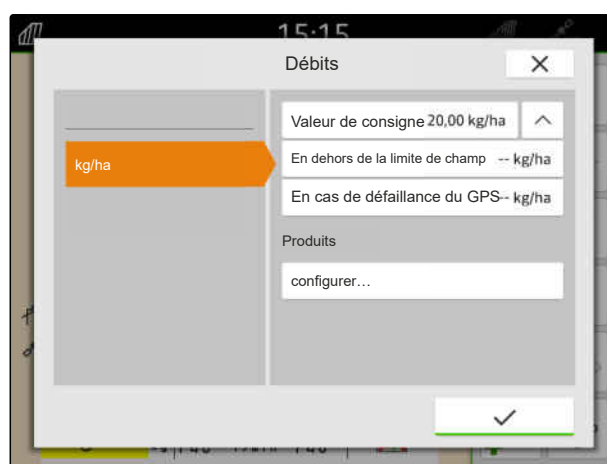 15:15
Débits
Valeur de consigne 20,00 kg/ha
kg/ha
En dehors de la limite de champ -- kg/ha
En cas de défaillance du GPS-- kg/ha
Produits
configurer…